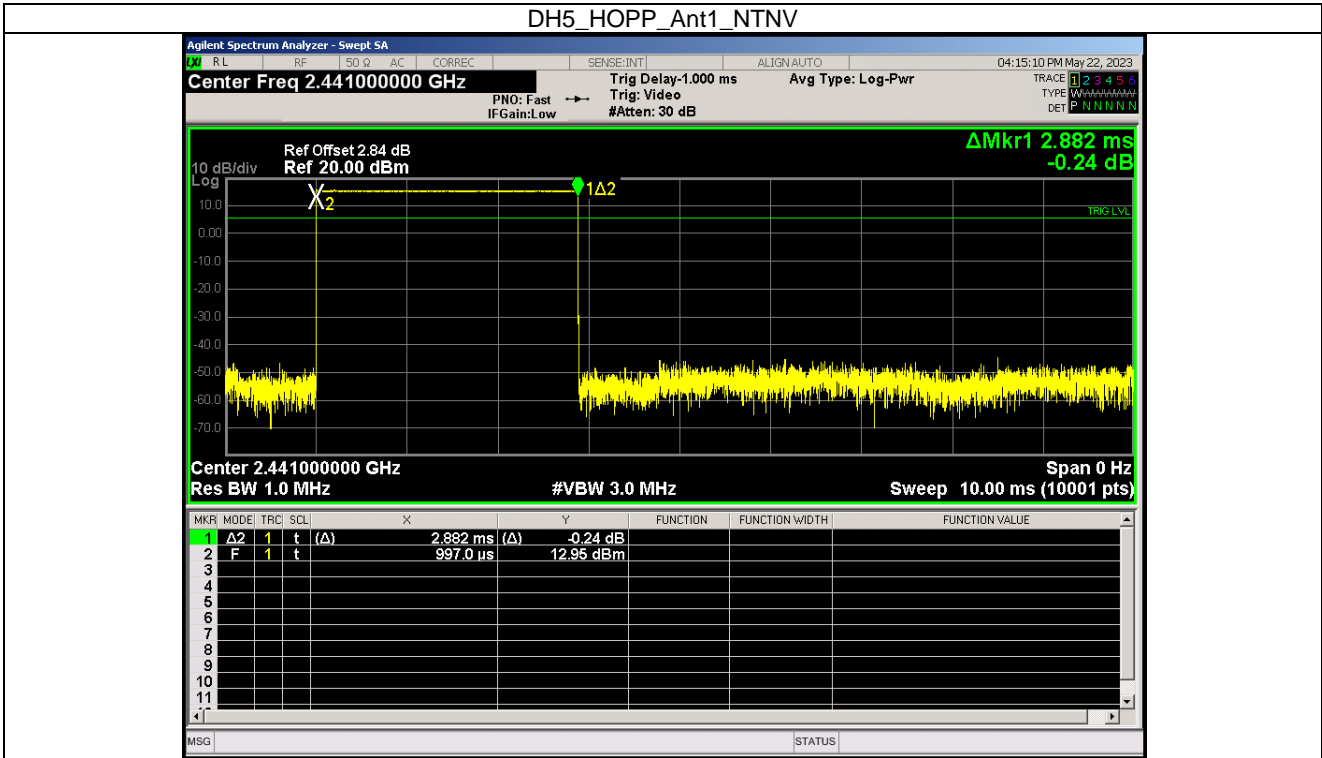 DH5_HOPP_Ant1_NTNV
Agilent Spectrum Analyzer - Swept SA
LXI RL RF 50 Ω AC CORREC SENSE:INT ALIGN AUTO 04:15:10 PM May 22, 2023
Center Freq 2.441000000 GHz
PNO: Fast
IFGain:Low
Trig Delay-1.000 ms
Trig: Video
#Atten: 30 dB
Avg Type: Log-Pwr
TRACE 1 2 3 4 5 6
TYPE W
DET P N N N N N
ΔMkr1 2.882 ms
-0.24 dB
Ref Offset 2.84 dB
10 dB/div Ref 20.00 dBm
Log
1Δ2
X2
10.0
TRIG LVL
0.00
-10.0
-20.0
-30.0
-40.0
-50.0
-60.0
-70.0
Center 2.441000000 GHz Span 0 Hz
Res BW 1.0 MHz #VBW 3.0 MHz Sweep 10.00 ms (10001 pts)
MKR MODE TRC SCL X Y FUNCTION FUNCTION WIDTH FUNCTION VALUE
1 Δ2 1 t (Δ) 2.882 ms (Δ) -0.24 dB
2 F 1 t 997.0 µs 12.95 dBm
3
4
5
6
7
8
9
10
11
MSG STATUS